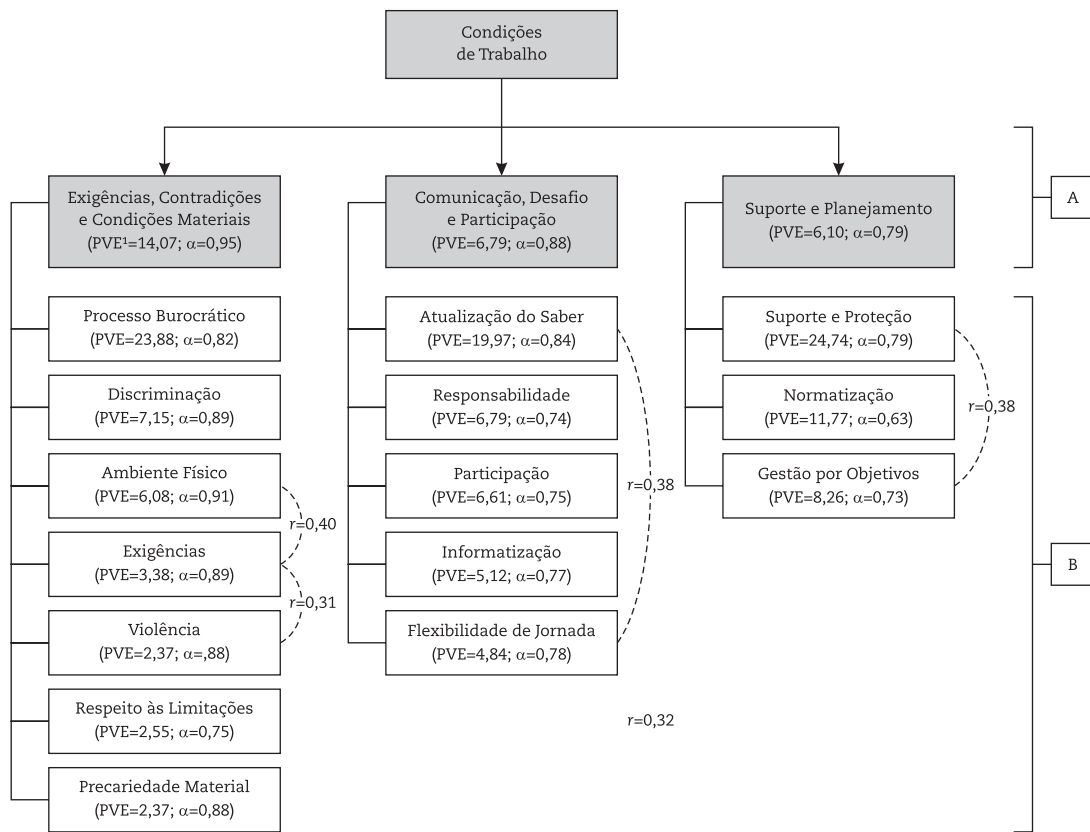 Condições
de Trabalho
Exigências, Contradições
e Condições Materiais
(PVE¹=14,07; α=0,95)
Comunicação, Desafio
e Participação
(PVE=6,79; α=0,88)
Suporte e Planejamento
(PVE=6,10; α=0,79)
A
Processo Burocrático
(PVE=23,88; α=0,82)
Discriminação
(PVE=7,15; α=0,89)
Ambiente Físico
(PVE=6,08; α=0,91)
r=0,40
Exigências
(PVE=3,38; α=0,89)
r=0,31
Violência
(PVE=2,37; α=,88)
Respeito às Limitações
(PVE=2,55; α=0,75)
Precariedade Material
(PVE=2,37; α=0,88)
Atualização do Saber
(PVE=19,97; α=0,84)
Responsabilidade
(PVE=6,79; α=0,74)
Participação
(PVE=6,61; α=0,75)
r=0,38
Informatização
(PVE=5,12; α=0,77)
Flexibilidade de Jornada
(PVE=4,84; α=0,78)
r=0,32
Suporte e Proteção
(PVE=24,74; α=0,79)
Normatização
(PVE=11,77; α=0,63)
r=0,38
Gestão por Objetivos
(PVE=8,26; α=0,73)
B